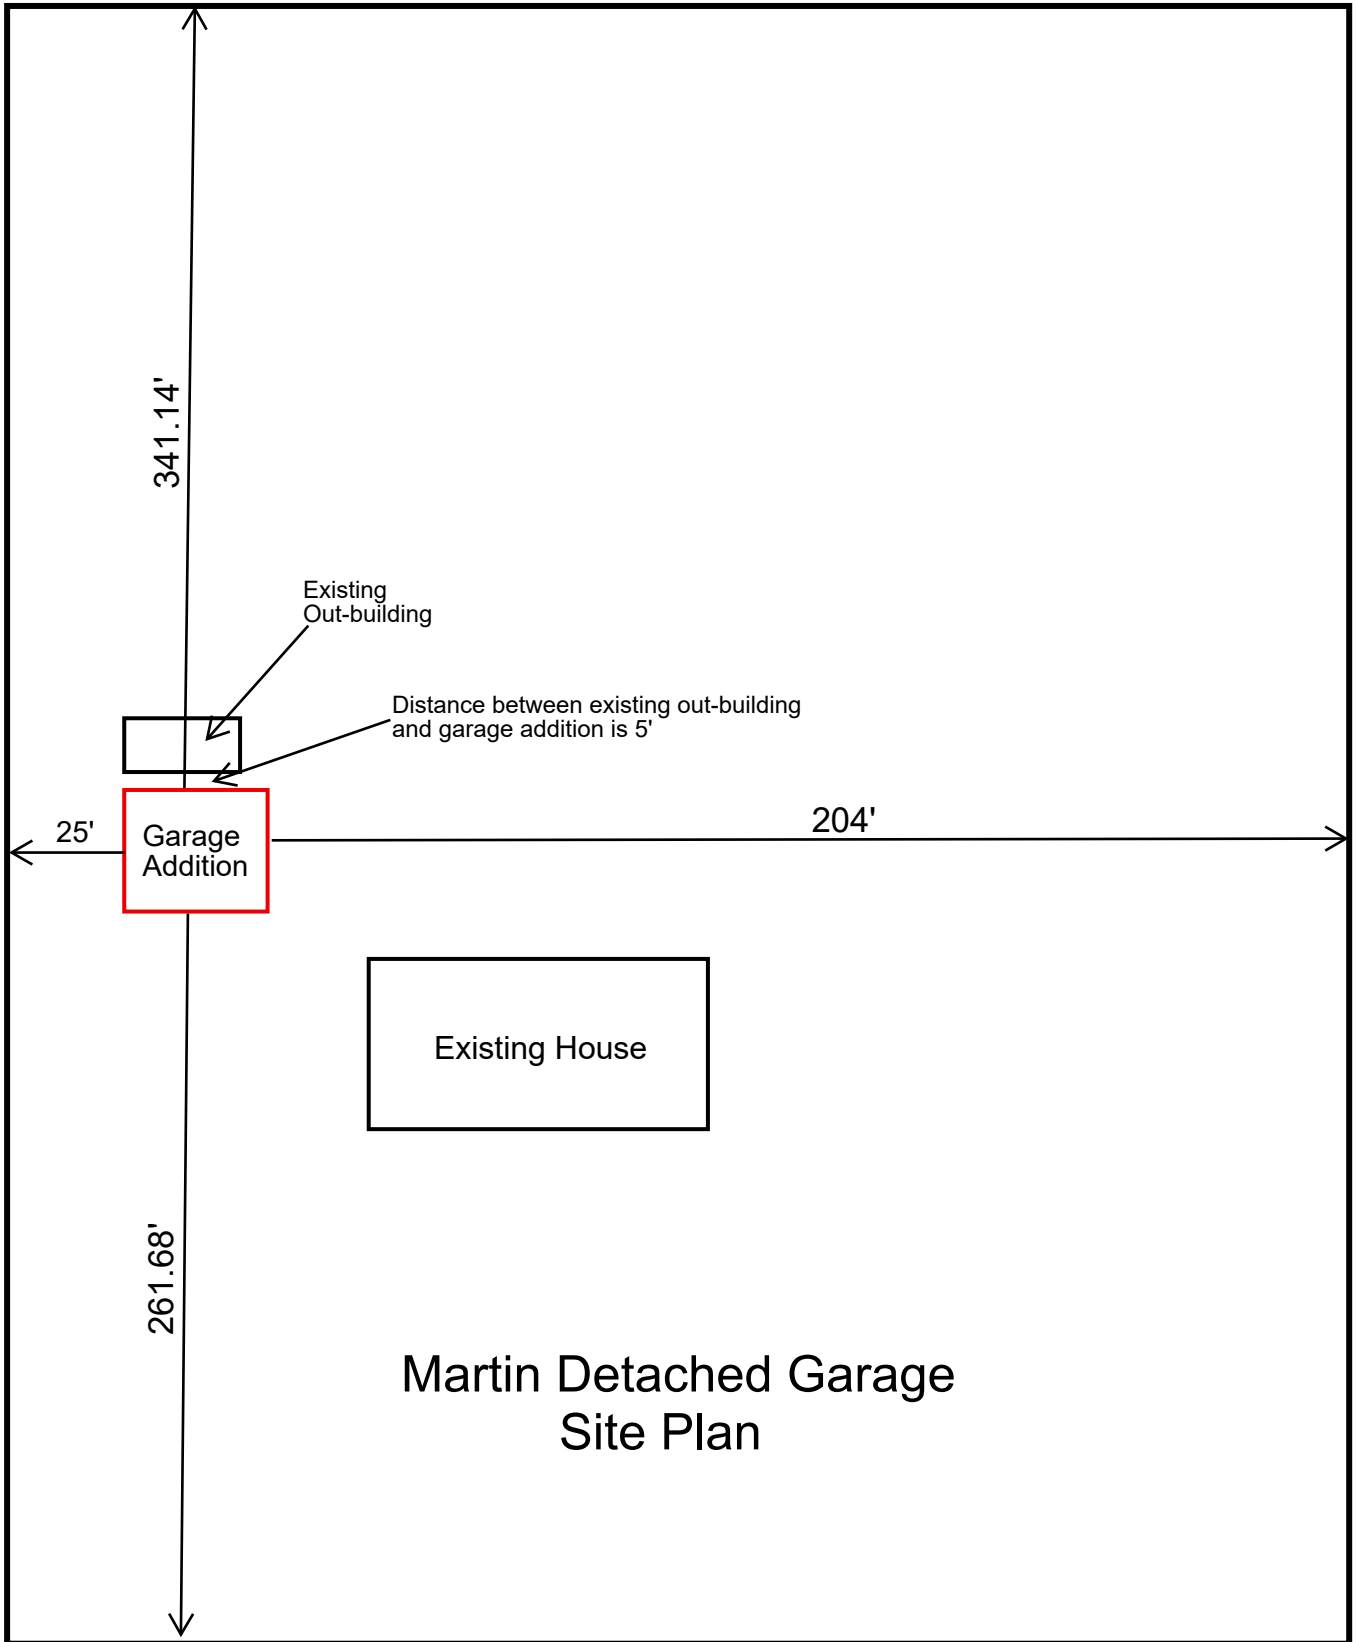 341.14'
Existing
Out-building
Distance between existing out-building
and garage addition is 5'
25'
Garage
Addition
204'
Existing House
261.68'
Martin Detached Garage
Site Plan